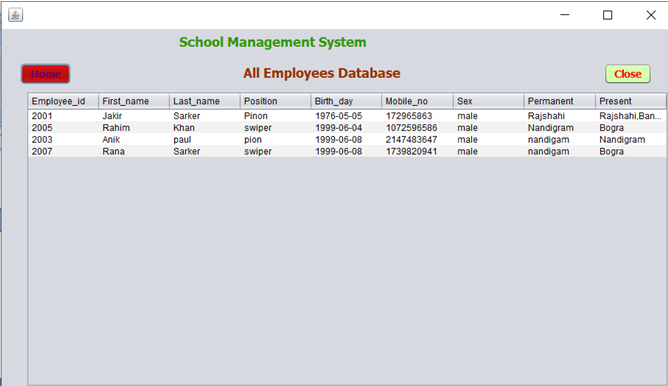 School Management System
Home All Employees Database Close
Employee_id First_name Last_name Position Birth_day Mobile_no Sex Permanent Present
2001 Jakir Sarker Pinon 1976-05-05 172965863 male Rajshahi Rajshahi,Ban...
2005 Rahim Khan swiper 1999-06-04 1072596586 male Nandigram Bogra
2003 Anik paul pion 1999-06-08 2147483647 male nandigam Nandigram
2007 Rana Sarker swiper 1999-06-08 1739820941 male nandigam Bogra